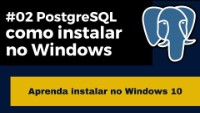 #02 PostgreSQL
como instalar
no Windows
Aprenda instalar no Windows 10